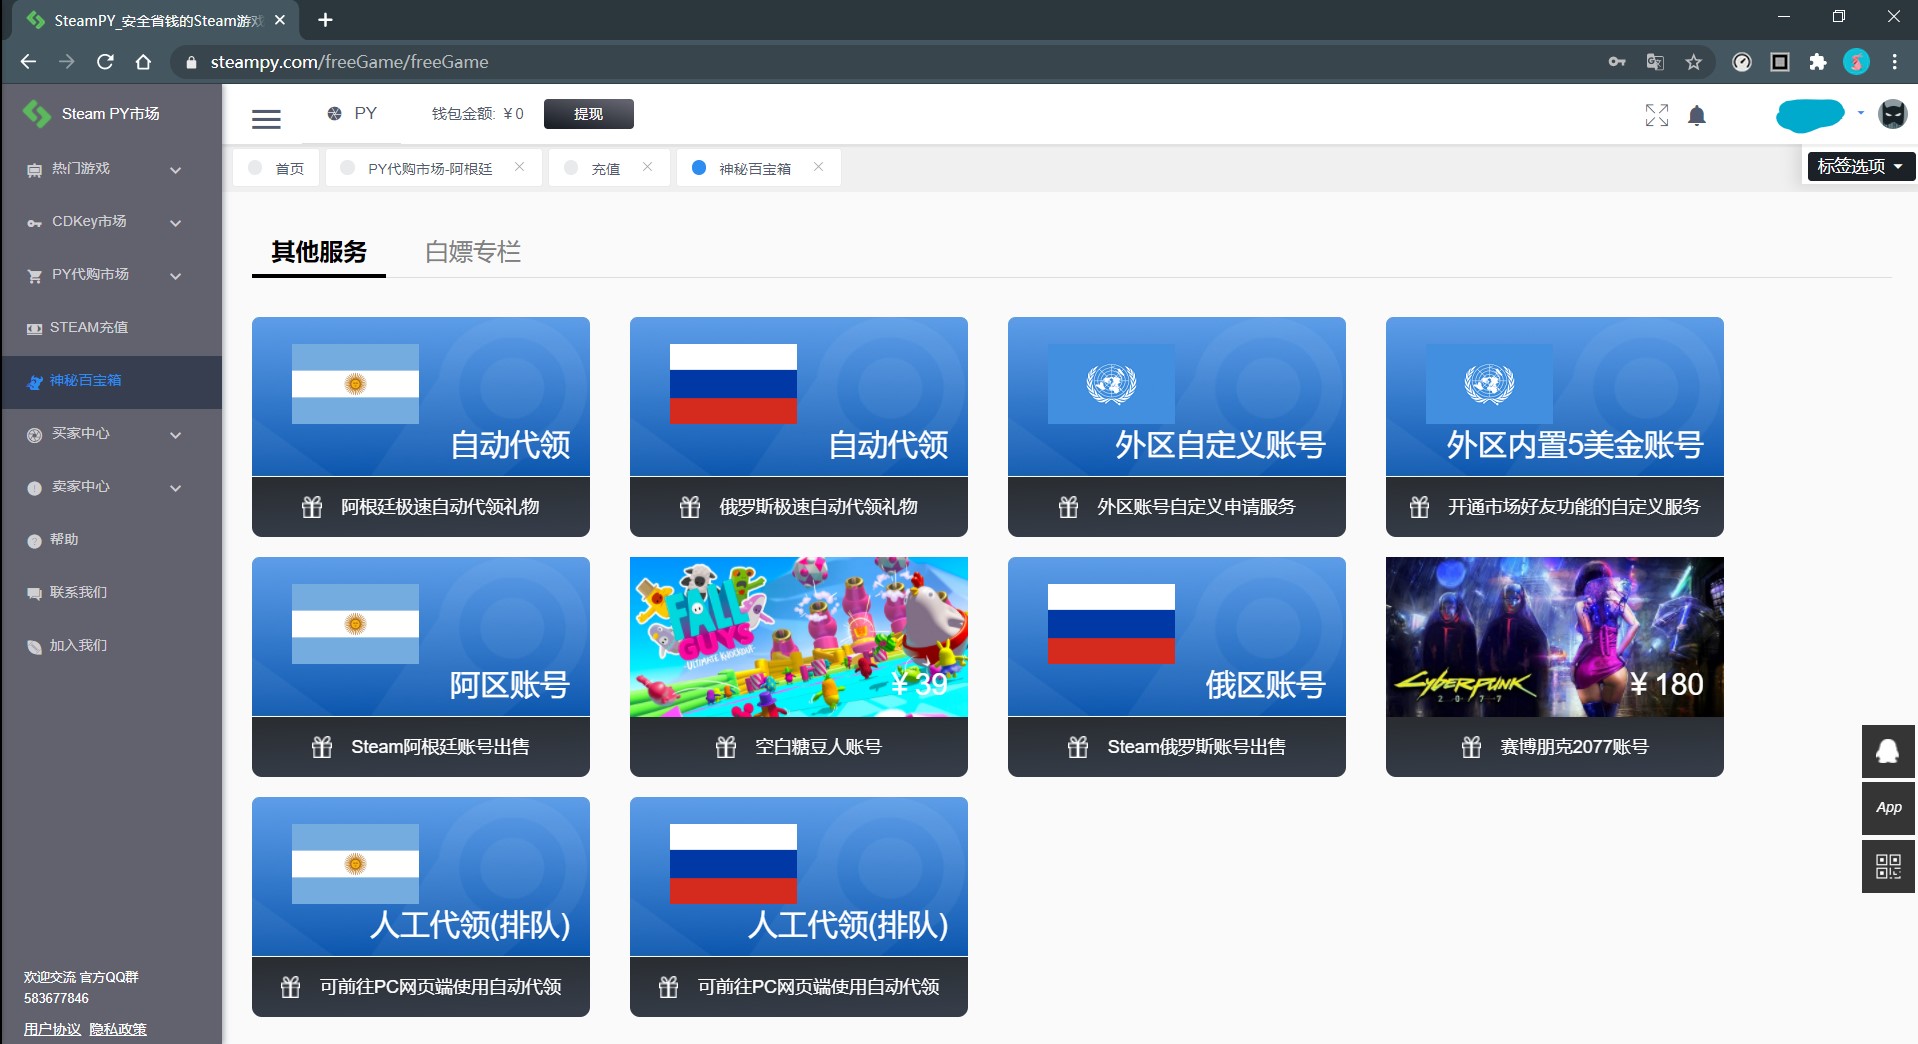 SteamPY_安全省钱的Steam游戏
steampy.com/freeGame/freeGame
Steam PY市场
PY
钱包金额: ¥ 0
提现
首页
PY代购市场-阿根廷
充值
神秘百宝箱
标签选项
热门游戏
CDKey市场
PY代购市场
STEAM充值
神秘百宝箱
买家中心
卖家中心
帮助
联系我们
加入我们
欢迎交流 官方QQ群
583677846
用户协议 隐私政策
其他服务
白嫖专栏
自动代领
阿根廷极速自动代领礼物
自动代领
俄罗斯极速自动代领礼物
外区自定义账号
外区账号自定义申请服务
外区内置5美金账号
开通市场好友功能的自定义服务
阿区账号
Steam阿根廷账号出售
FALL
GUYS
ULTIMATE KNOCKOUT
¥ 39
空白糖豆人账号
俄区账号
Steam俄罗斯账号出售
CYBERPUNK
2077
¥ 180
赛博朋克2077账号
人工代领(排队)
可前往PC网页端使用自动代领
人工代领(排队)
可前往PC网页端使用自动代领
App